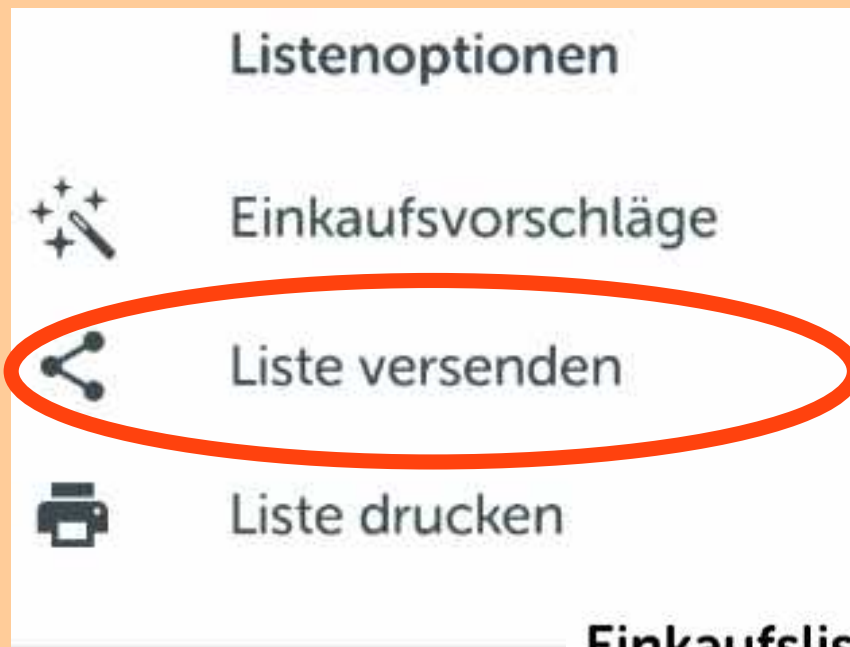 Listenoptionen
Einkaufsvorschläge
Liste versenden
Liste drucken